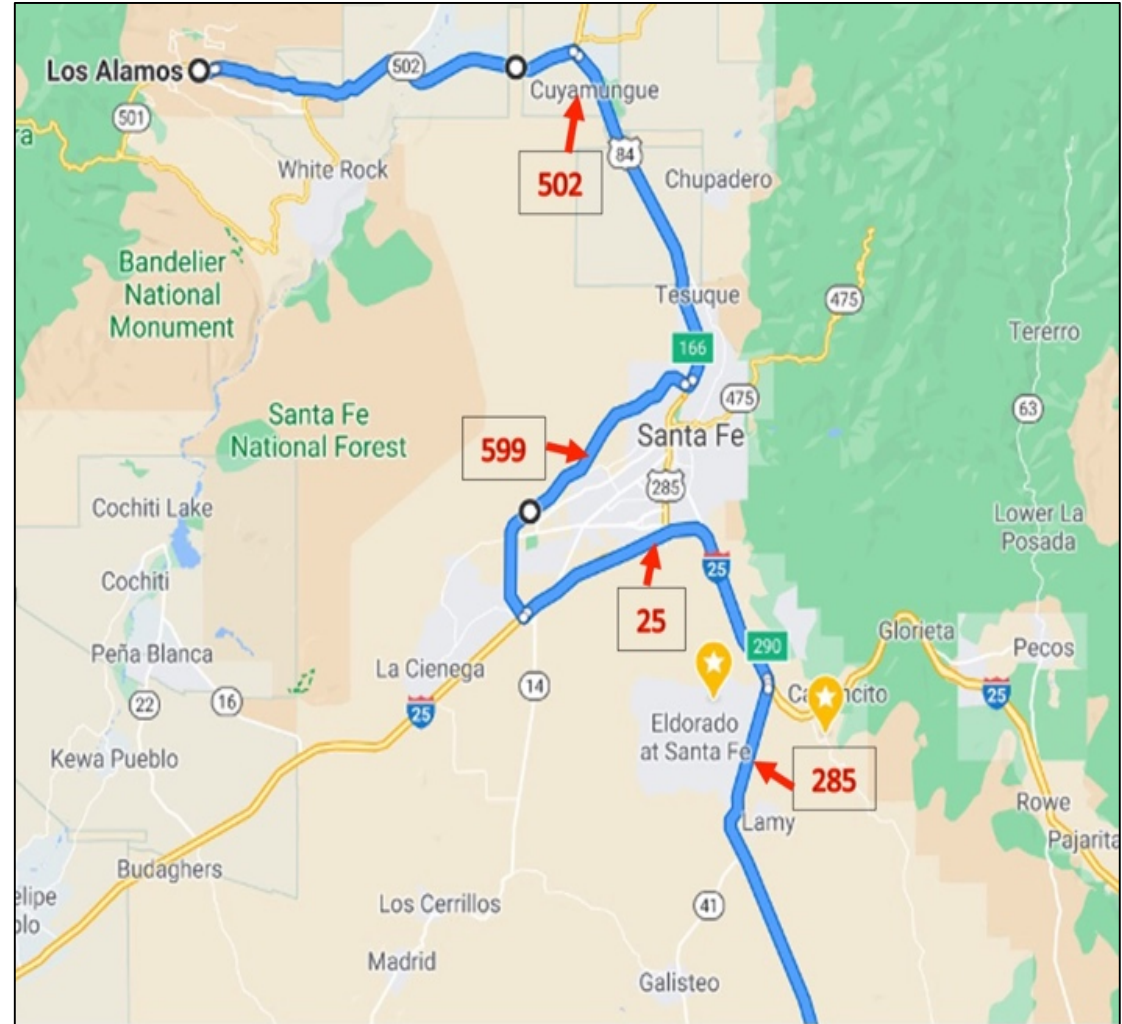 Los Alamos
502
Cuyamungue
501
84
White Rock
502
Chupadero
Bandelier
National
Monument
Tesuque
475
166
Tererro
475
63
Santa Fe
National Forest
599
Santa Fe
285
Cochiti Lake
Lower La
Posada
Cochiti
25
25
Peña Blanca
La Cienega
290
Glorieta
Pecos
14
22
16
25
25
Eldorado
at Santa Fe
Kewa Pueblo
285
Lamy
Rowe
Pajarita
Budaghers
elipe
blo
Los Cerrillos
41
Madrid
Galisteo